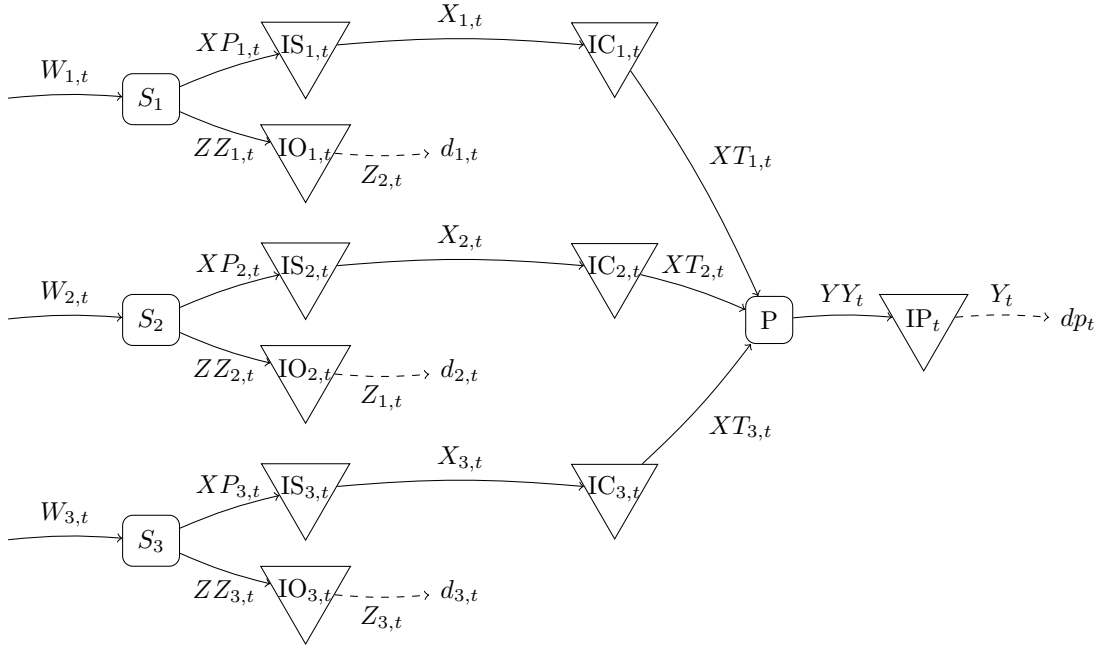 X_{1,t}
XP_{1,t} IS_{1,t} IC_{1,t}
W_{1,t}
S_1
ZZ_{1,t} IO_{1,t} d_{1,t}
Z_{2,t}
XT_{1,t}
X_{2,t}
XP_{2,t} IS_{2,t} IC_{2,t} XT_{2,t}
W_{2,t}
S_2 P YY_t IP_t Y_t dp_t
ZZ_{2,t} IO_{2,t} d_{2,t}
Z_{1,t}
XT_{3,t}
X_{3,t}
XP_{3,t} IS_{3,t} IC_{3,t}
W_{3,t}
S_3
ZZ_{3,t} IO_{3,t} d_{3,t}
Z_{3,t}